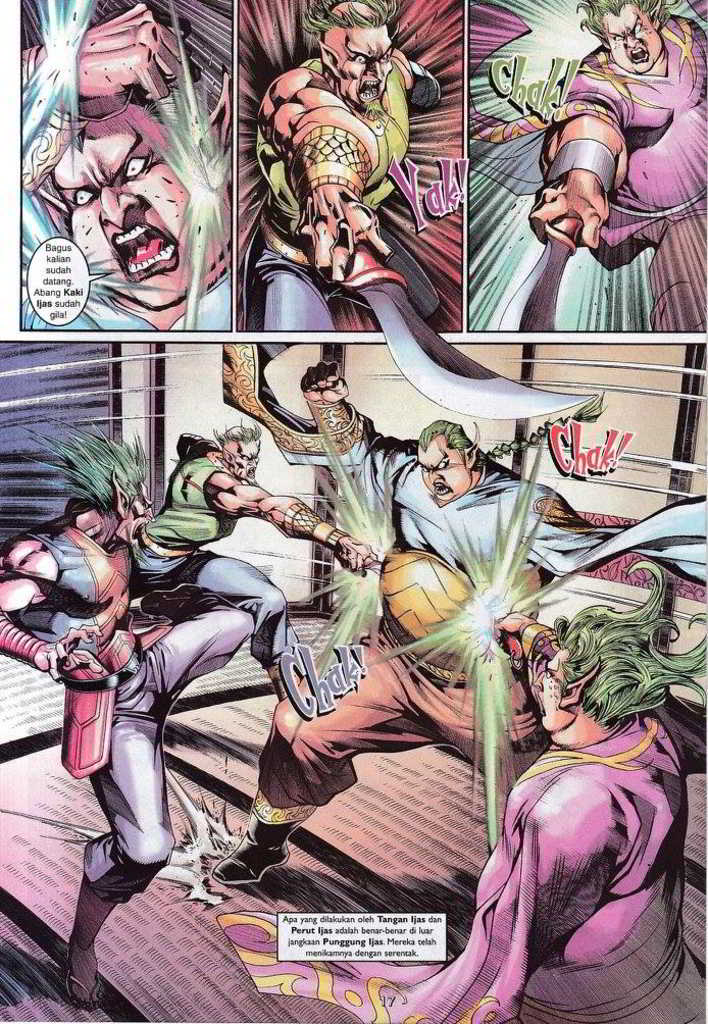 Bagus
kalian
sudah
datang.
Abang Kaki
Ijas sudah
gila!
Yak!
Chak!
Chak!
Chak!
Apa yang dilakukan oleh Tangan Ijas dan
Perut Ijas adalah benar-benar di luar
jangkaan Punggung Ijas. Mereka telah
menikamnya dengan serentak.
17